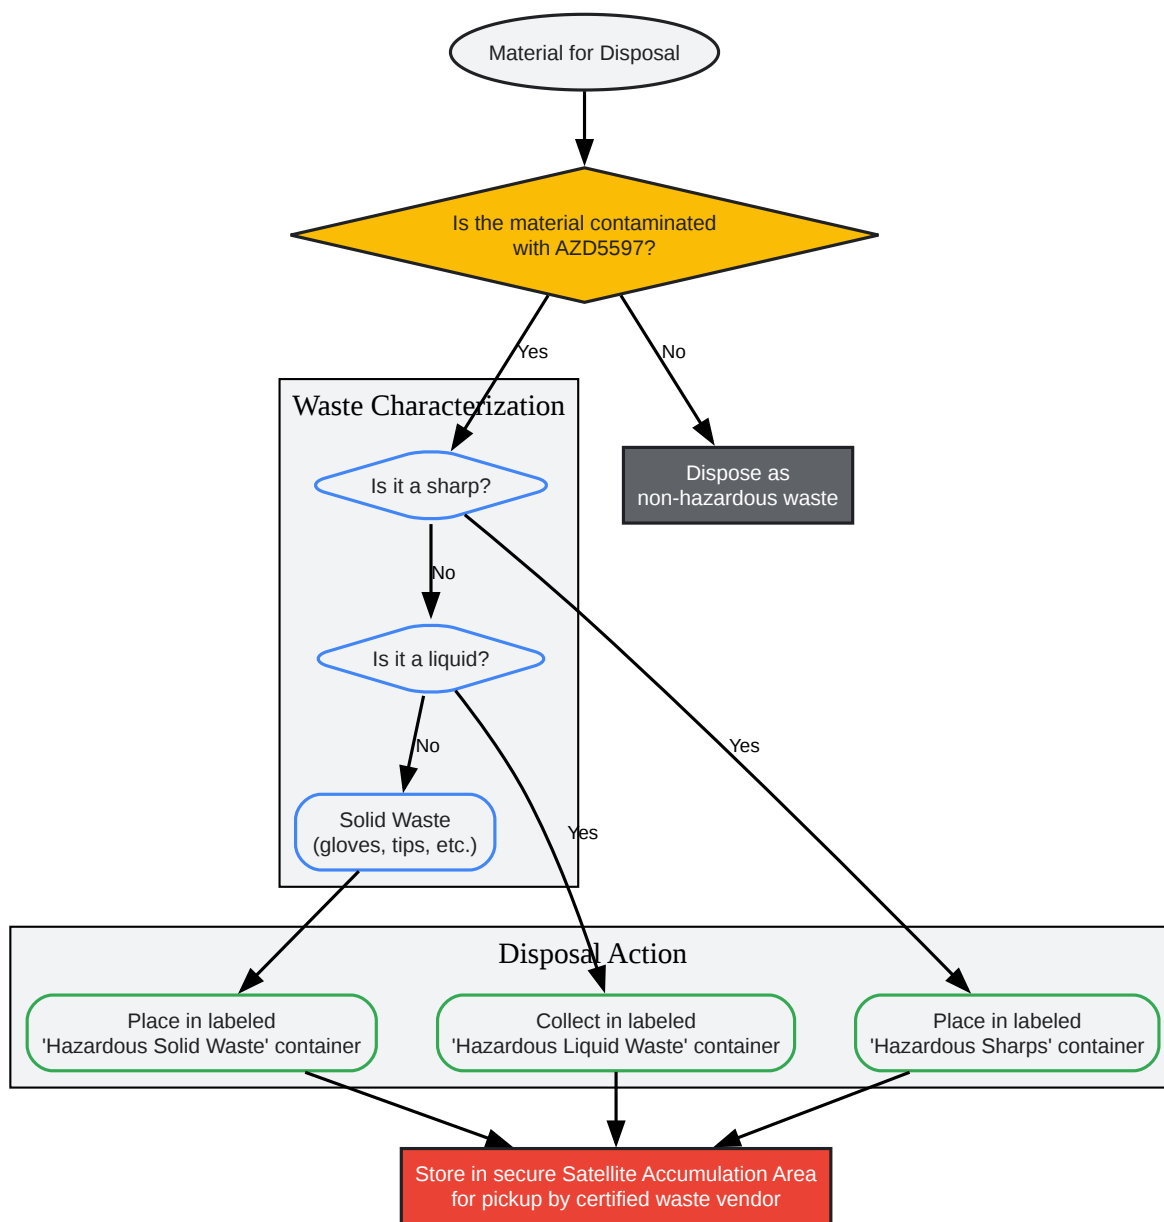 Material for Disposal
Is the material contaminated
with AZD5597?
Yes
No
Waste Characterization
Is it a sharp?
Dispose as
non-hazardous waste
No
Is it a liquid?
No
Yes
Solid Waste
(gloves, tips, etc.)
Yes
Disposal Action
Place in labeled
'Hazardous Solid Waste' container
Collect in labeled
'Hazardous Liquid Waste' container
Place in labeled
'Hazardous Sharps' container
Store in secure Satellite Accumulation Area
for pickup by certified waste vendor